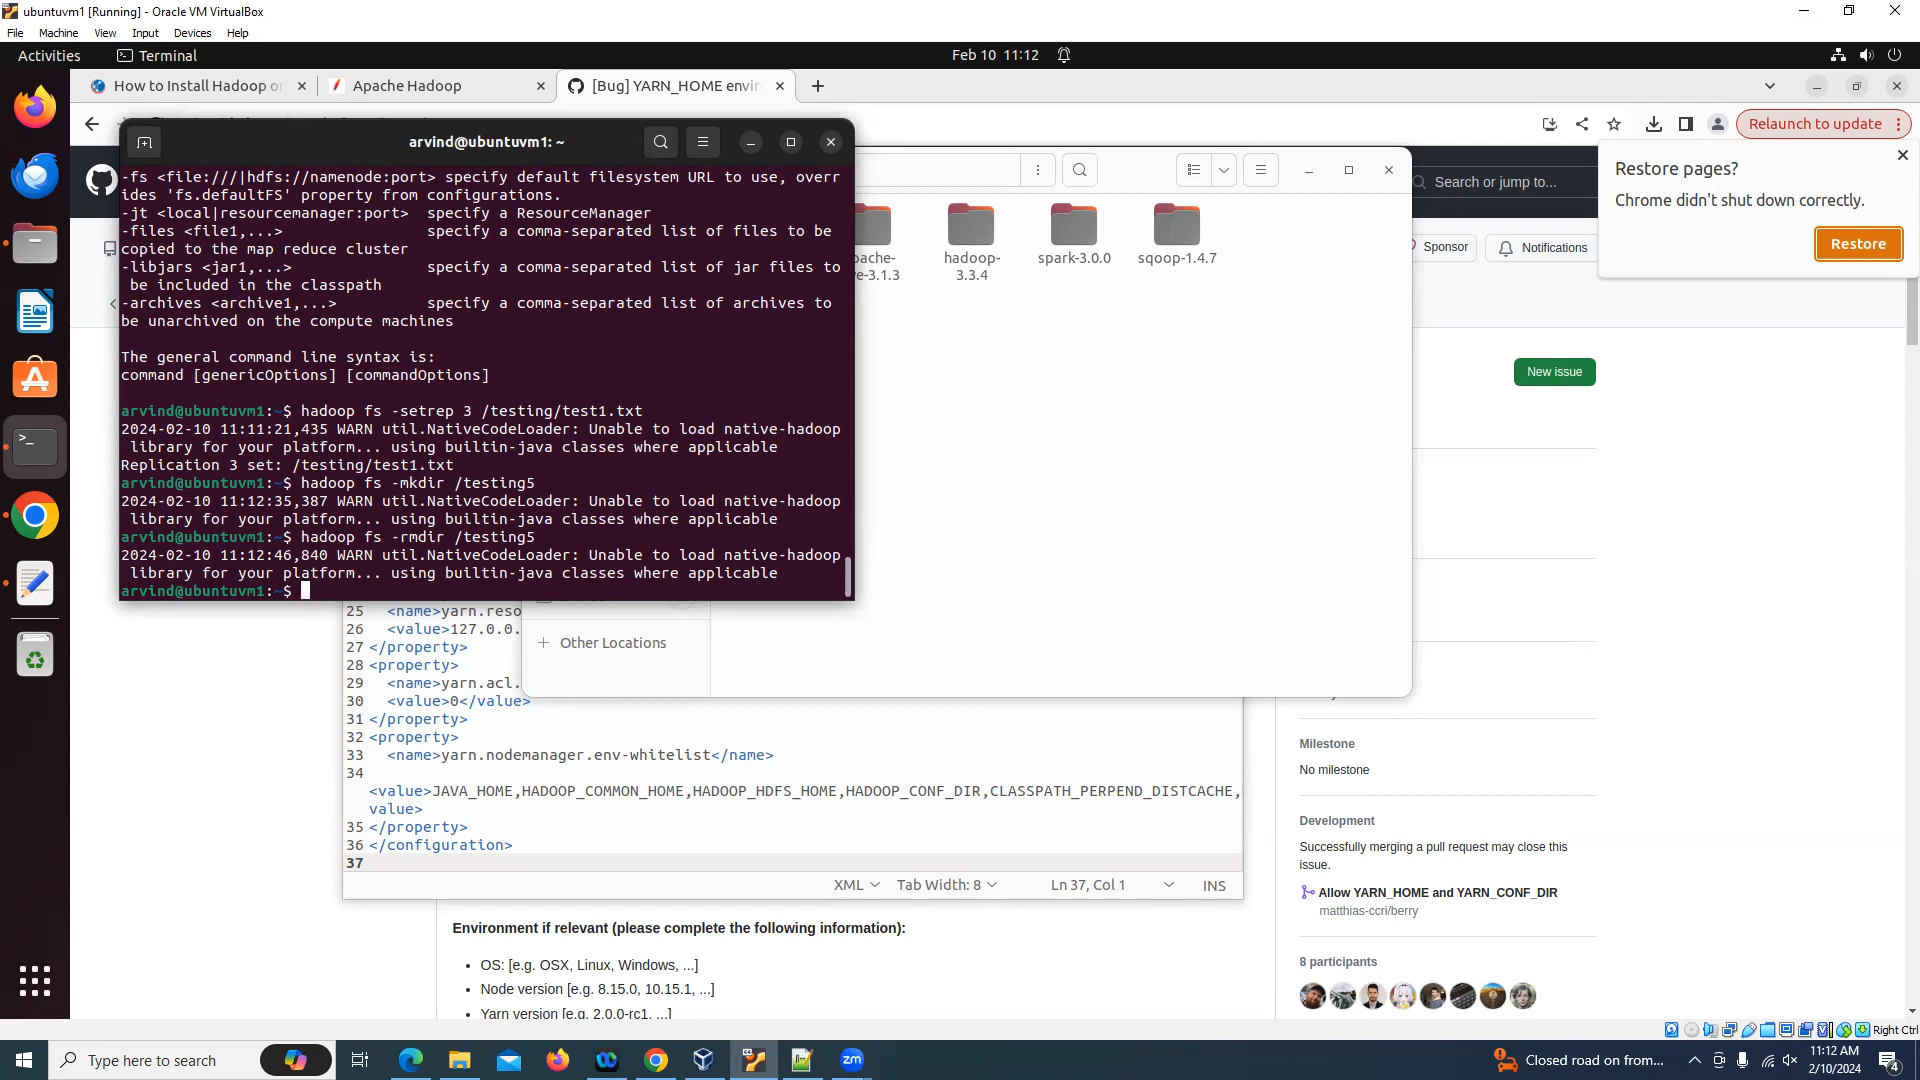 ubuntuvm1 [Running] - Oracle VM VirtualBox
File Machine View Input Devices Help
Activities Terminal Feb 10 11:12
How to Install Hadoop or
Apache Hadoop
[Bug] YARN_HOME envir
Relaunch to update
arvind@ubuntuvm1: ~
-fs <file:///|hdfs://namenode:port> specify default filesystem URL to use, overr
ides 'fs.defaultFS' property from configurations.
-jt <local|resourcemanager:port> specify a ResourceManager
-files <file1,...> specify a comma-separated list of files to be
copied to the map reduce cluster
-libjars <jar1,...> specify a comma-separated list of jar files to
be included in the classpath
-archives <archive1,...> specify a comma-separated list of archives to
be unarchived on the compute machines
The general command line syntax is:
command [genericOptions] [commandOptions]
arvind@ubuntuvm1:~$ hadoop fs -setrep 3 /testing/test1.txt
2024-02-10 11:11:21,435 WARN util.NativeCodeLoader: Unable to load native-hadoop
library for your platform... using builtin-java classes where applicable
Replication 3 set: /testing/test1.txt
arvind@ubuntuvm1:~$ hadoop fs -mkdir /testing5
2024-02-10 11:12:35,387 WARN util.NativeCodeLoader: Unable to load native-hadoop
library for your platform... using builtin-java classes where applicable
arvind@ubuntuvm1:~$ hadoop fs -rmdir /testing5
2024-02-10 11:12:46,840 WARN util.NativeCodeLoader: Unable to load native-hadoop
library for your platform... using builtin-java classes where applicable
arvind@ubuntuvm1:~$
hadoop-
3.3.4
spark-3.0.0
sqoop-1.4.7
e-3.1.3
Other Locations
Search or jump to...
Sponsor
Notifications
Restore pages?
Chrome didn't shut down correctly.
Restore
New issue
25 <name>yarn.reso
26 <value>127.0.0.
27 </property>
28 <property>
29 <name>yarn.acl.
30 <value>0</value>
31 </property>
32 <property>
33 <name>yarn.nodemanager.env-whitelist</name>
34
<value>JAVA_HOME,HADOOP_COMMON_HOME,HADOOP_HDFS_HOME,HADOOP_CONF_DIR,CLASSPATH_PERPEND_DISTCACHE,
value>
35 </property>
36 </configuration>
37
XML Tab Width: 8 Ln 37, Col 1 INS
Environment if relevant (please complete the following information):
• OS: [e.g. OSX, Linux, Windows, ...]
• Node version [e.g. 8.15.0, 10.15.1, ...]
• Yarn version [e.g. 2.0.0-rc1, ...]
Milestone
No milestone
Development
Successfully merging a pull request may close this
issue.
Allow YARN_HOME and YARN_CONF_DIR
matthias-ccri/berry
8 participants
Right Ctrl
Type here to search
zm
Closed road on from...
11:12 AM
2/10/2024
4